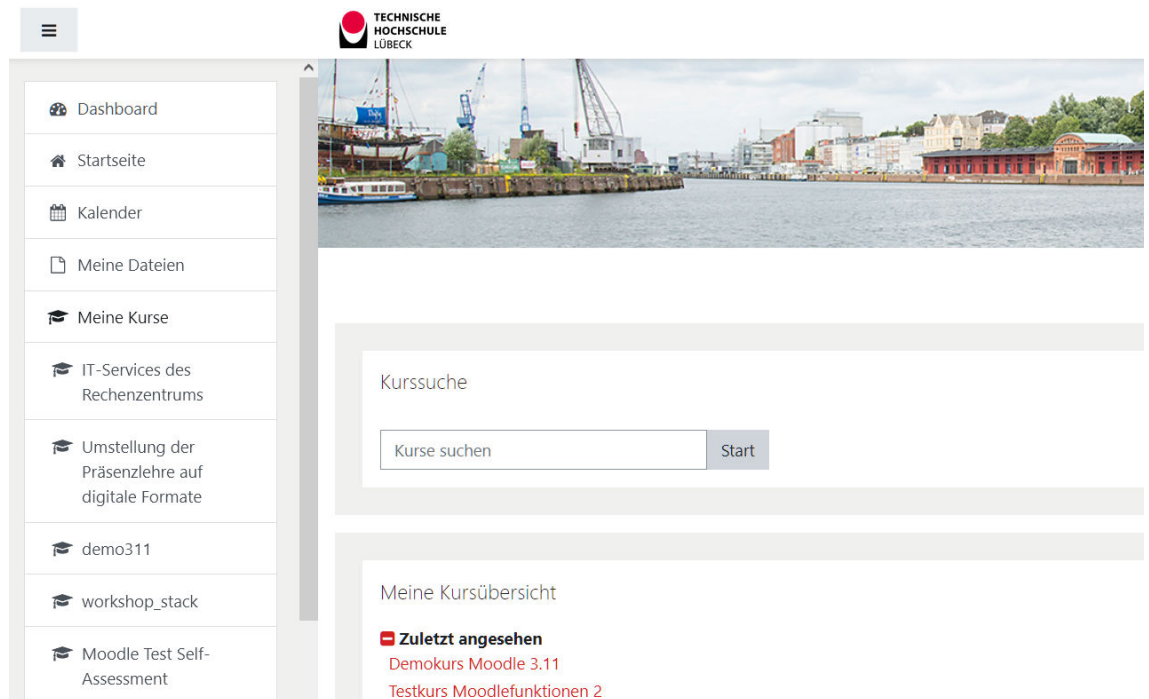 TECHNISCHE
HOCHSCHULE
LÜBECK
Dashboard
Startseite
Kalender
Meine Dateien
Meine Kurse
IT-Services des
Rechenzentrums
Umstellung der
Präsenzlehre auf
digitale Formate
demo311
workshop_stack
Moodle Test Self-
Assessment
Kurssuche
Kurse suchen
Start
Meine Kursübersicht
Zuletzt angesehen
Demokurs Moodle 3.11
Testkurs Moodlefunktionen 2